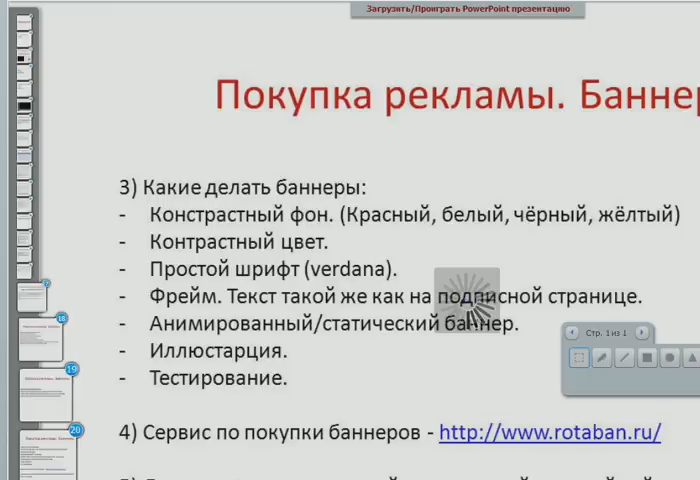 Загрузить/Проиграть PowerPoint презентацию
Покупка рекламы. Банне
3) Какие делать баннеры:
- Констрастный фон. (Красный, белый, чёрный, жёлтый)
- Контрастный цвет.
- Простой шрифт (verdana).
- Фрейм. Текст такой же как на подписной странице.
- Анимированный/статический баннер.
- Иллюстарция.
- Тестирование.
Стр. 1 из 1
4) Сервис по покупки баннеров - http://www.rotaban.ru/
18
19
20